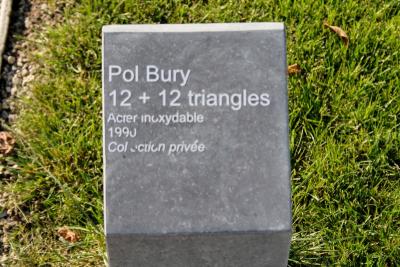 Pol Bury
12 + 12 triangles
Acier inoxydable
1990
Collection privée